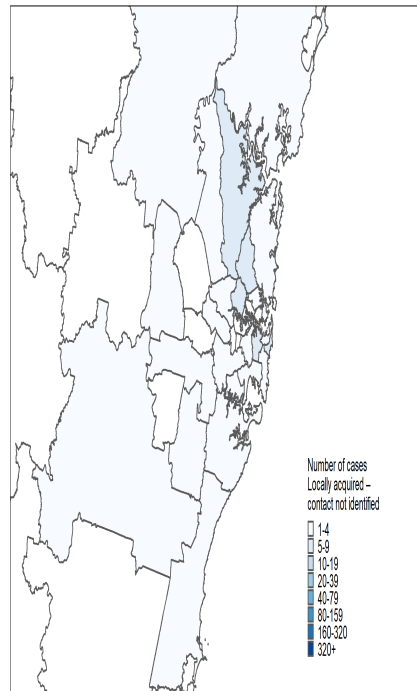 Number of cases
Locally acquired –
contact not identified
1-4
5-9
10-19
20-39
40-79
80-159
160-320
320+